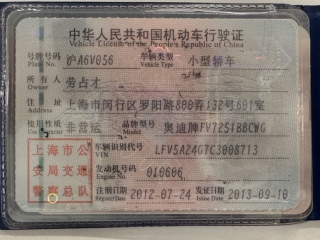 中华人民共和国机动车行驶证
Vehicle License of the People's Republic of China
号牌号码 沪A6V056 车辆类型 小型轿车
Plate No. Vehicle Type
所有人 劳占才
Owner
住址 上海市闵行区罗阳路880弄132号601室
Address
使用性质 非营运 品牌型号 奥迪牌FV7251BBCWG
Use Character Model
上海市公安局交通警察总队
车辆识别代号 LFV5A24G7C3008713
VIN
发动机号码 010606
Engine No.
注册日期 2012-07-24 发证日期 2013-09-10
Register Date Issue Date